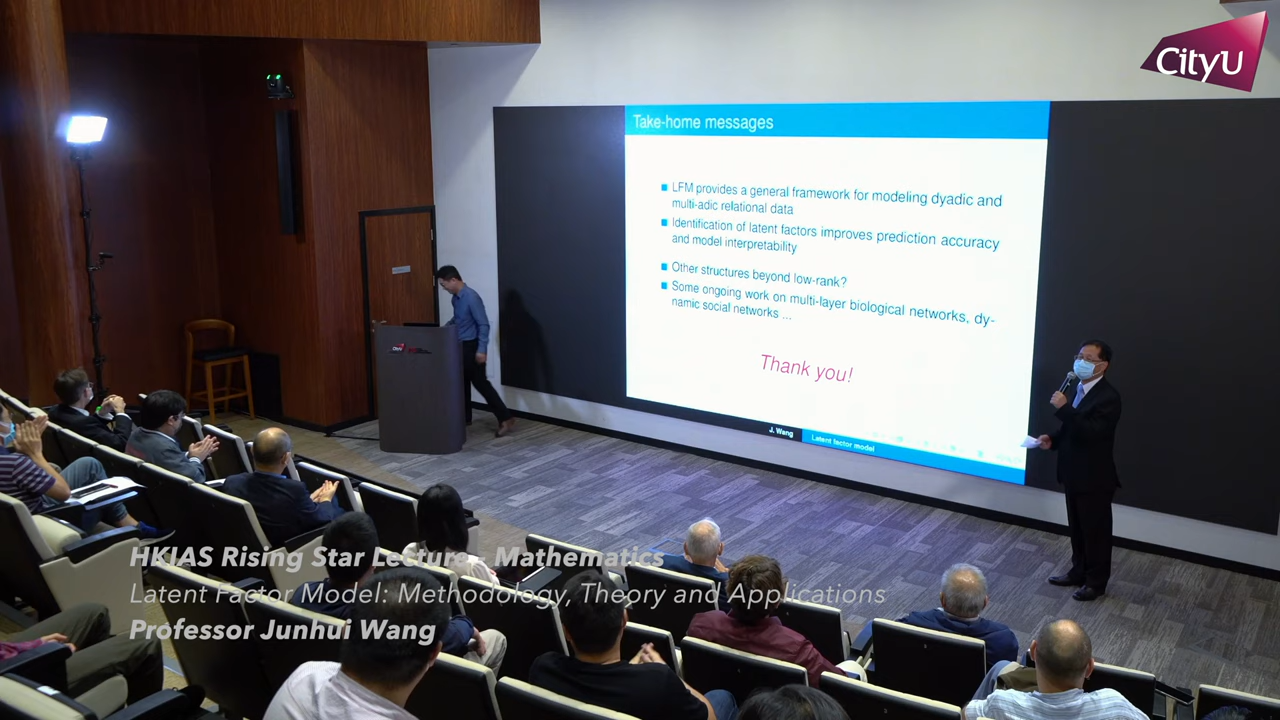 CityU
Take-home messages
LFM provides a general framework for modeling dyadic and
multi-adic relational data
Identification of latent factors improves prediction accuracy
and model interpretability
Other structures beyond low-rank?
Some ongoing work on multi-layer biological networks, dy-
namic social networks ...
Thank you!
J. Wang
Latent factor model
CityU
HKIAS Rising Star Lecture - Mathematics
Latent Factor Model: Methodology, Theory and Applications
Professor Junhui Wang